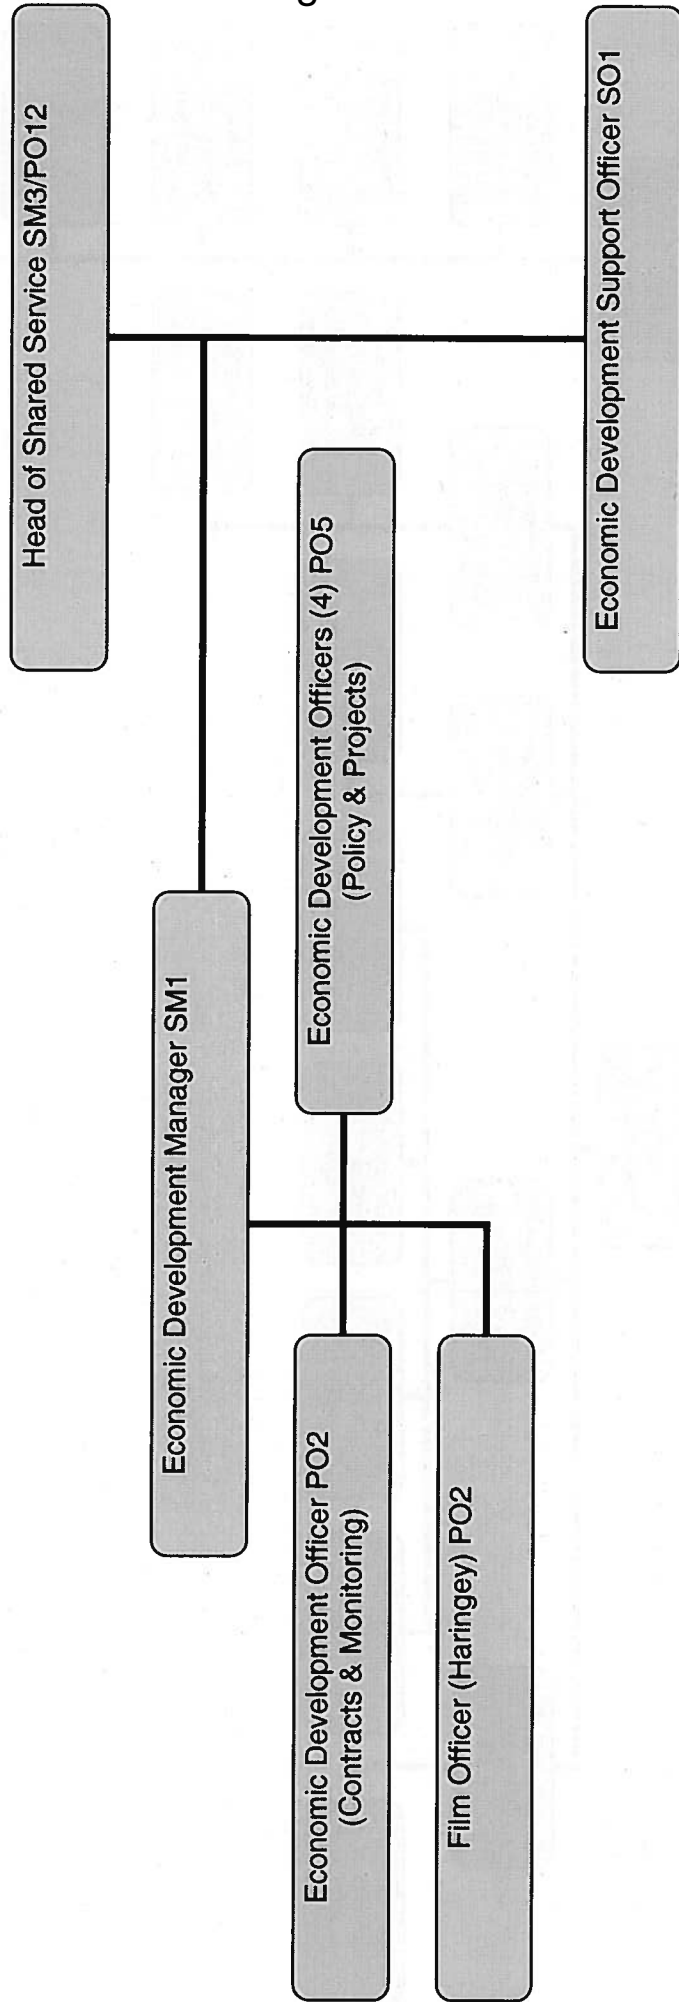 Head of Shared Service SM3/PO12
Economic Development Manager SM1
Economic Development Officer PO2
(Contracts & Monitoring)
Economic Development Officers (4) PO5
(Policy & Projects)
Film Officer (Haringey) PO2
Economic Development Support Officer SO1